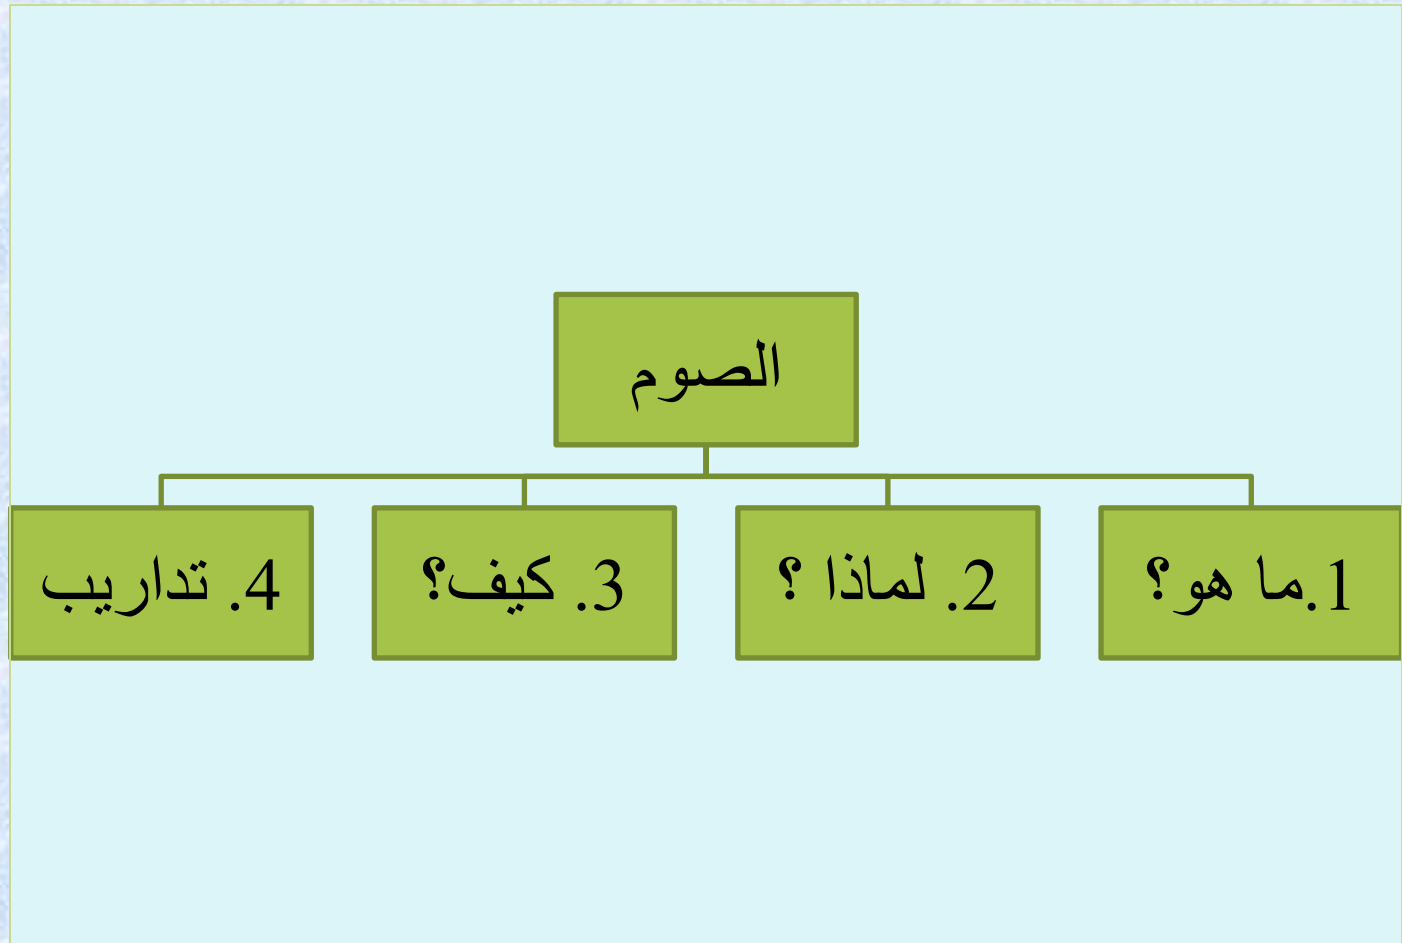 الصوم
1.ما هو؟
2. لماذا ؟
3. كيف؟
4. تداريب